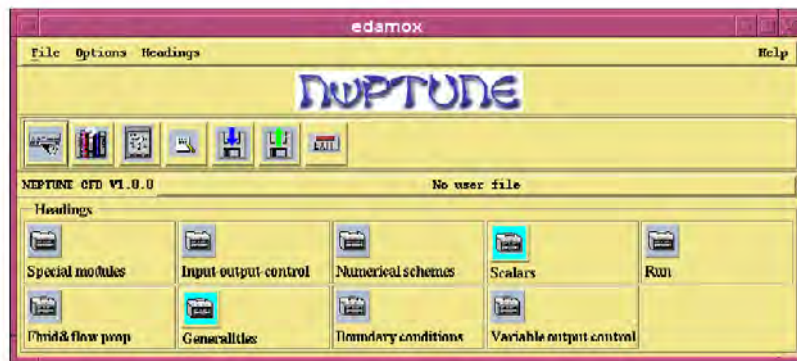 edamox
File Options Headings Help
NEPTUNE
NEPTUNE CFD V1.0.0 No user file
Headings
Special modules Input-output-control Numerical schemes Scalars Run
Fluid&flow prop Generalities Boundary conditions Variable output control